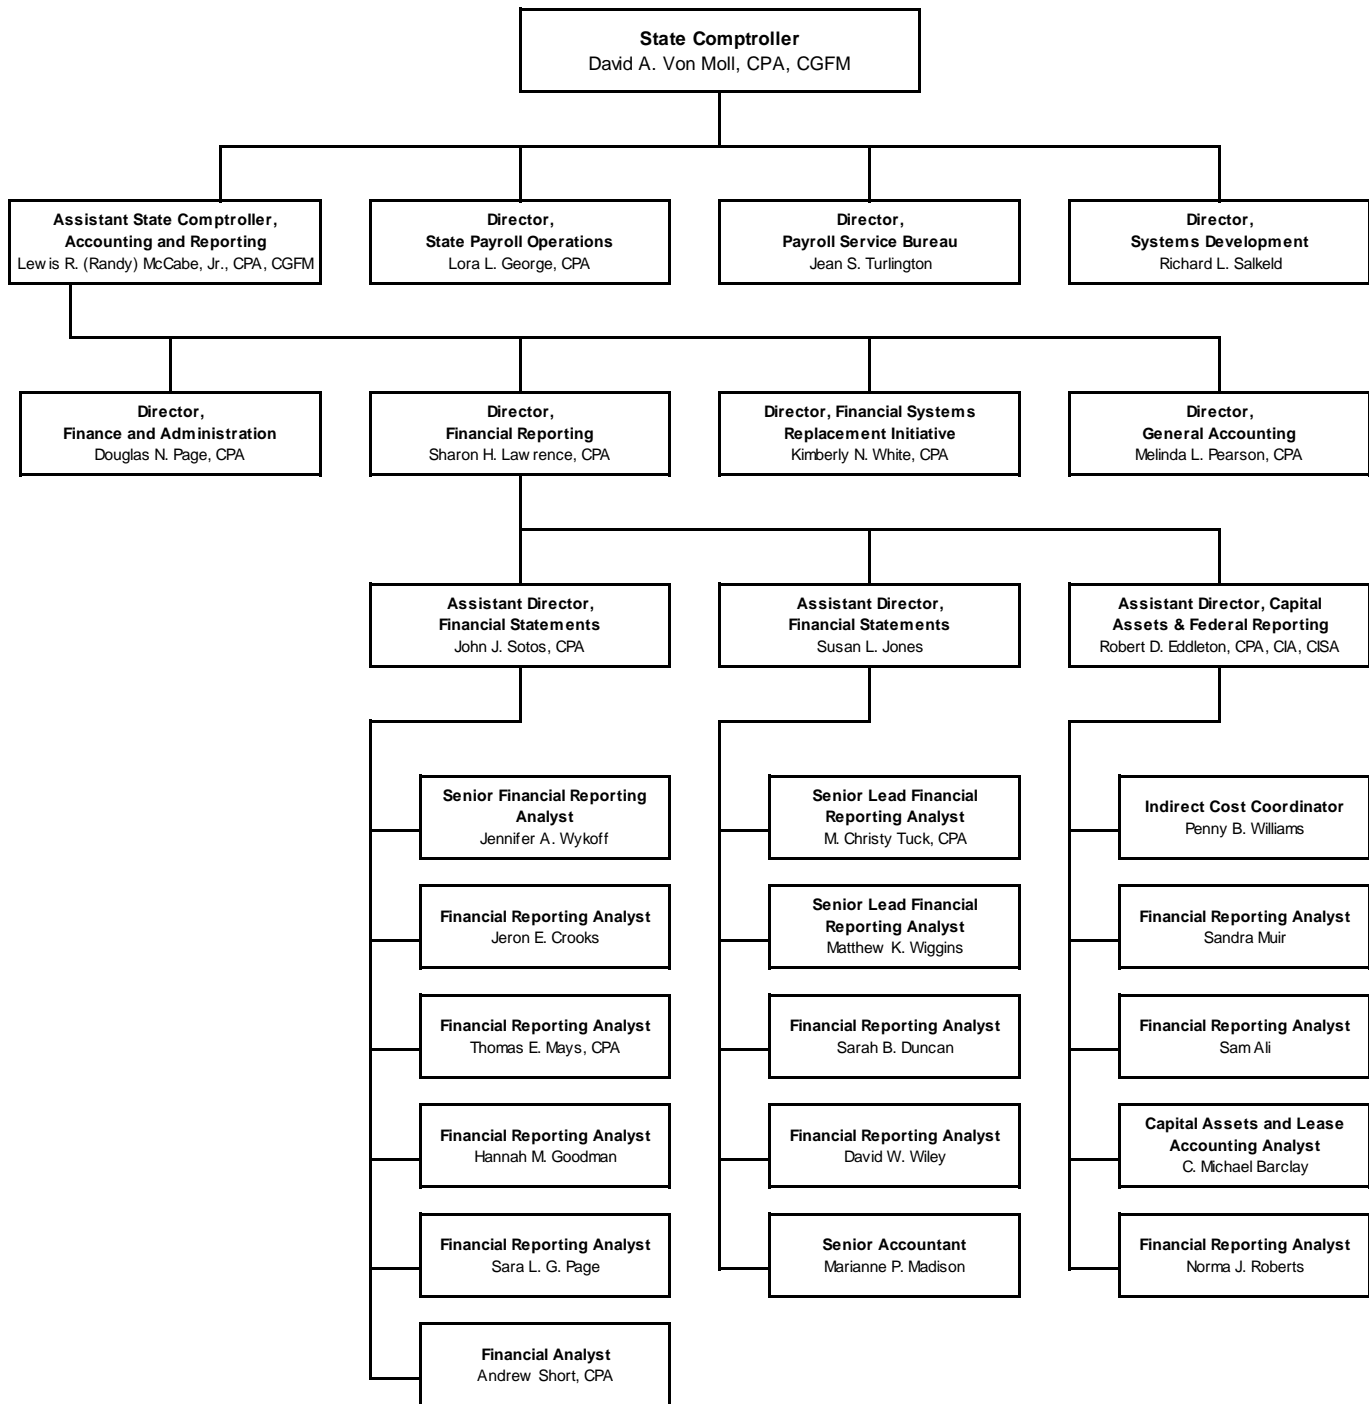 State Comptroller
David A. Von Moll, CPA, CGFM
Assistant State Comptroller,
Accounting and Reporting
Lewis R. (Randy) McCabe, Jr., CPA, CGFM
Director,
State Payroll Operations
Lora L. George, CPA
Director,
Payroll Service Bureau
Jean S. Turlington
Director,
Systems Development
Richard L. Salkeld
Director,
Finance and Administration
Douglas N. Page, CPA
Director,
Financial Reporting
Sharon H. Lawrence, CPA
Director, Financial Systems
Replacement Initiative
Kimberly N. White, CPA
Director,
General Accounting
Melinda L. Pearson, CPA
Assistant Director,
Financial Statements
John J. Sotos, CPA
Assistant Director,
Financial Statements
Susan L. Jones
Assistant Director, Capital
Assets & Federal Reporting
Robert D. Eddleton, CPA, CIA, CISA
Senior Financial Reporting
Analyst
Jennifer A. Wykoff
Senior Lead Financial
Reporting Analyst
M. Christy Tuck, CPA
Indirect Cost Coordinator
Penny B. Williams
Financial Reporting Analyst
Jeron E. Crooks
Senior Lead Financial
Reporting Analyst
Matthew K. Wiggins
Financial Reporting Analyst
Sandra Muir
Financial Reporting Analyst
Thomas E. Mays, CPA
Financial Reporting Analyst
Sarah B. Duncan
Financial Reporting Analyst
Sam Ali
Financial Reporting Analyst
Hannah M. Goodman
Financial Reporting Analyst
David W. Wiley
Capital Assets and Lease
Accounting Analyst
C. Michael Barclay
Financial Reporting Analyst
Sara L. G. Page
Senior Accountant
Marianne P. Madison
Financial Reporting Analyst
Norma J. Roberts
Financial Analyst
Andrew Short, CPA